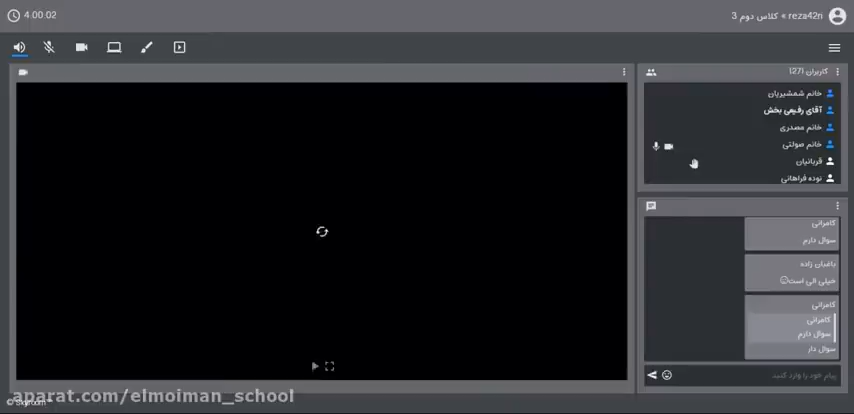 4.00:02
reza42n » کلاس دوم 3
کاربران (27)
خانم شمشیریان
آقای رفیعی بخش
خانم مصدری
خانم صولتی
قربانیان
نوده فراهانی
کامرانی
سوال دارم
باغبان زاده
خیلی الی است☺
کامرانی
کامرانی
سوال دارم
سوال دار
پیام خود را وارد کنید
aparat.com/elmoiman_school
© Skyroom